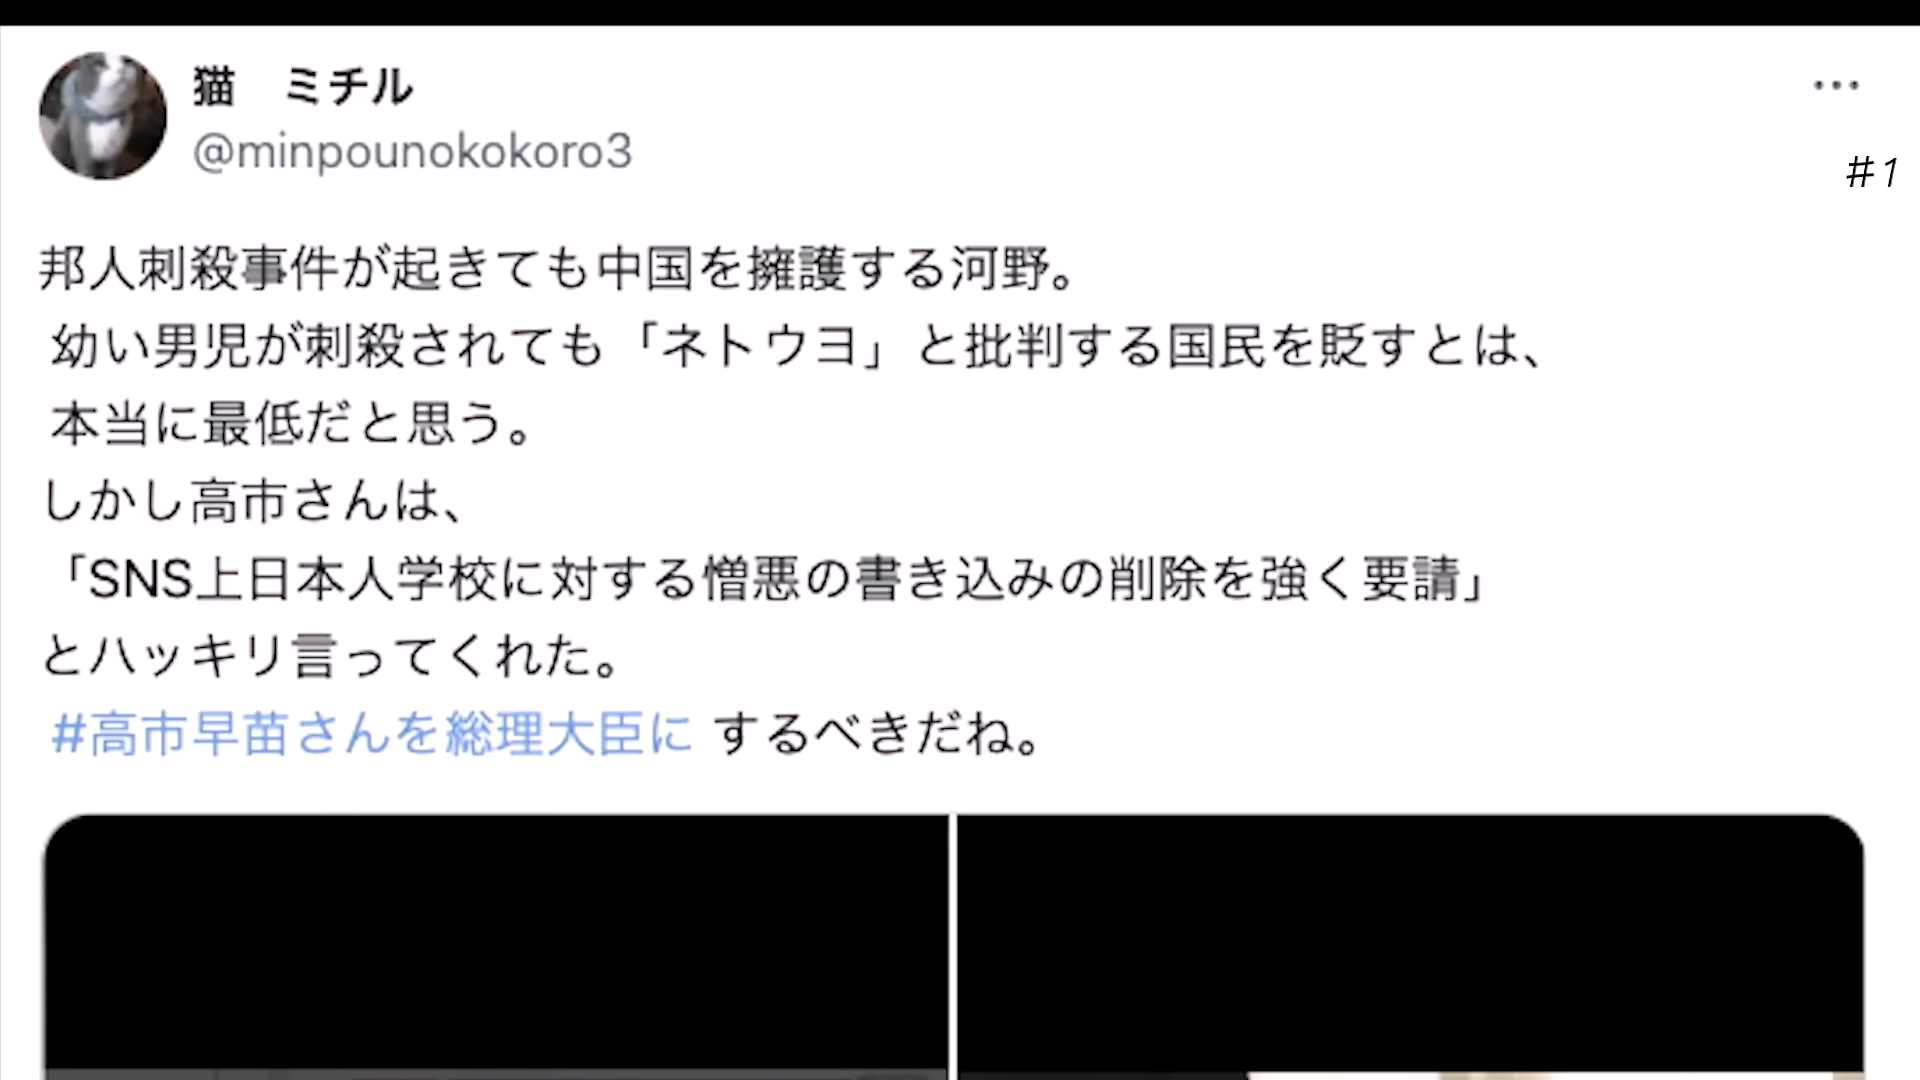 猫　ミチル
@minpounokokoro3
#1
邦人刺殺事件が起きても中国を擁護する河野。
幼い男児が刺殺されても「ネトウヨ」と批判する国民を貶すとは、
本当に最低だと思う。
しかし高市さんは、
「SNS上日本人学校に対する憎悪の書き込みの削除を強く要請」
とハッキリ言ってくれた。
#高市早苗さんを総理大臣に するべきだね。